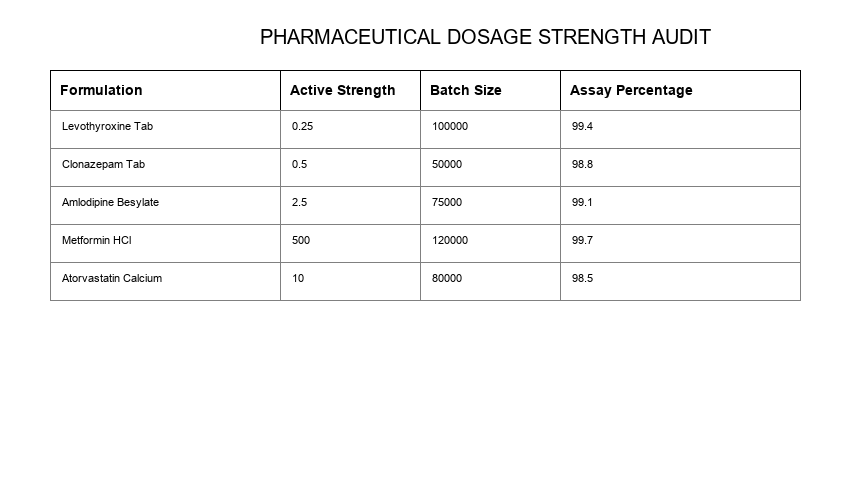 PHARMACEUTICAL DOSAGE STRENGTH AUDIT
Formulation Active Strength Batch Size Assay Percentage
Levothyroxine Tab 0.25 100000 99.4
Clonazepam Tab 0.5 50000 98.8
Amlodipine Besylate 2.5 75000 99.1
Metformin HCl 500 120000 99.7
Atorvastatin Calcium 10 80000 98.5